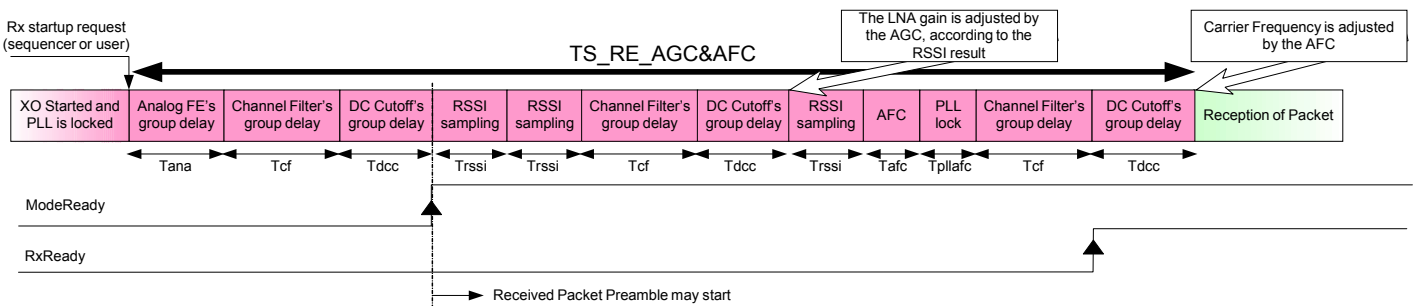 Rx startup request
(sequencer or user)
TS_RE_AGC&AFC
The LNA gain is adjusted by
the AGC, according to the
RSSI result
Carrier Frequency is adjusted
by the AFC
XO Started and
PLL is locked
Analog FE's
group delay
Channel Filter's
group delay
DC Cutoff's
group delay
RSSI
sampling
RSSI
sampling
Channel Filter's
group delay
DC Cutoff's
group delay
RSSI
sampling
AFC
PLL
lock
Channel Filter's
group delay
DC Cutoff's
group delay
Reception of Packet
Tana
Tcf
Tdcc
Trssi
Trssi
Tcf
Tdcc
Trssi
Tafc
Tpllafc
Tcf
Tdcc
ModeReady
RxReady
Received Packet Preamble may start